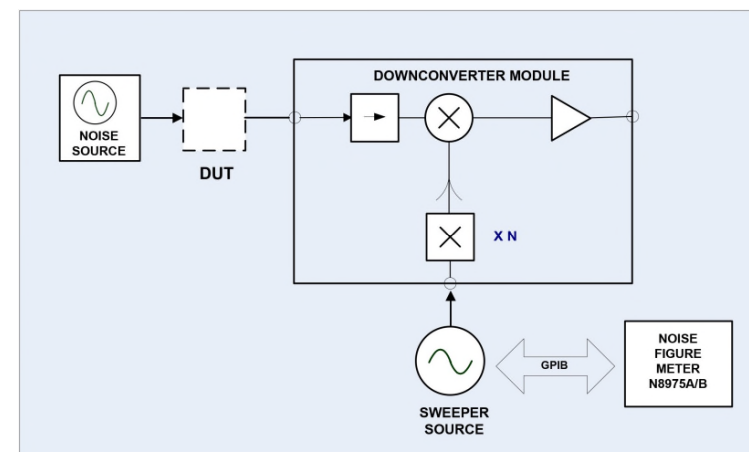 DOWNCONVERTER MODULE
NOISE
SOURCE
DUT
X N
SWEEPER
SOURCE
GPIB
NOISE
FIGURE
METER
N8975A/B